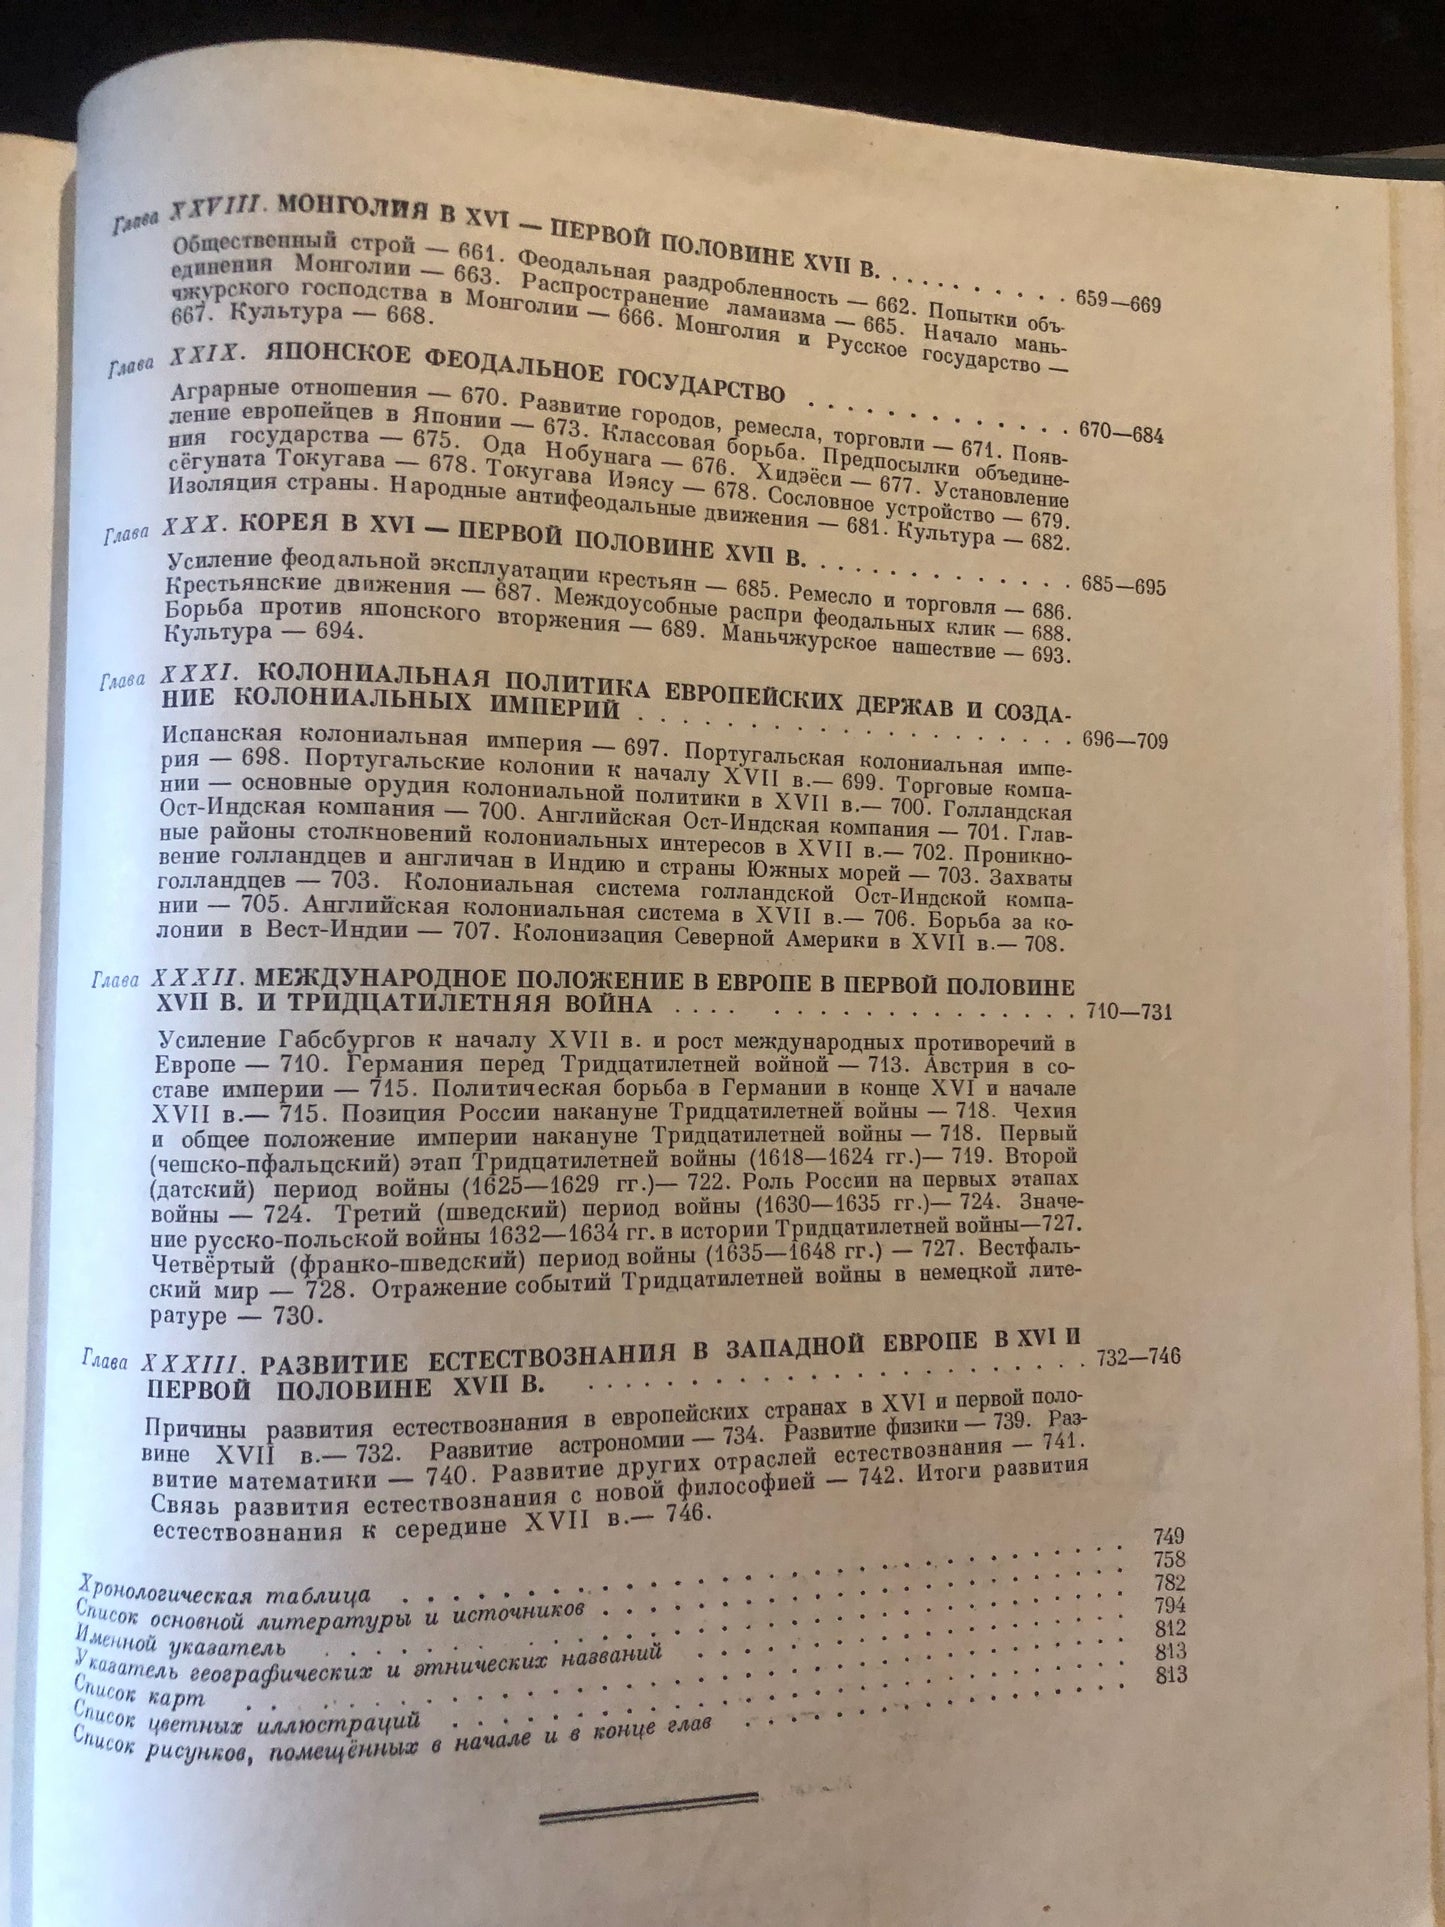 Глава XXVIII. МОНГОЛИЯ В XVI — ПЕРВОЙ ПОЛОВИНЕ XVII В. . . . . . . . . . . 659—669
Общественный строй — 661. Феодальная раздробленность — 662. Попытки объ-
единения Монголии — 663. Распространение ламаизма — 665. Начало мань-
чжурского господства в Монголии — 666. Монголия и Русское государство —
667. Культура — 668.
Глава XXIX. ЯПОНСКОЕ ФЕОДАЛЬНОЕ ГОСУДАРСТВО . . . . . . . . . . . . . 670—684
Аграрные отношения — 670. Развитие городов, ремесла, торговли — 671. Появ-
ление европейцев в Японии — 673. Классовая борьба. Предпосылки объедине-
ния государства — 675. Ода Нобунага — 676. Хидэёси — 677. Установление
сёгуната Токугава — 678. Токугава Иэясу — 678. Сословное устройство — 679.
Изоляция страны. Народные антифеодальные движения — 681. Культура — 682.
Глава XXX. КОРЕЯ В XVI — ПЕРВОЙ ПОЛОВИНЕ XVII В. . . . . . . . . . . . . . 685—695
Усиление феодальной эксплуатации крестьян — 685. Ремесло и торговля — 686.
Крестьянские движения — 687. Междоусобные распри феодальных клик — 688.
Борьба против японского вторжения — 689. Маньчжурское нашествие — 693.
Культура — 694.
Глава XXXI. КОЛОНИАЛЬНАЯ ПОЛИТИКА ЕВРОПЕЙСКИХ ДЕРЖАВ И СОЗДА-
НИЕ КОЛОНИАЛЬНЫХ ИМПЕРИЙ . . . . . . . . . . . . . . . . . . . . 696—709
Испанская колониальная империя — 697. Португальская колониальная импе-
рия — 698. Португальские колонии к началу XVII в.— 699. Торговые компа-
нии — основные орудия колониальной политики в XVII в.— 700. Голландская
Ост-Индская компания — 700. Английская Ост-Индская компания — 701. Глав-
ные районы столкновений колониальных интересов в XVII в.— 702. Проникно-
вение голландцев и англичан в Индию и страны Южных морей — 703. Захваты
голландцев — 703. Колониальная система голландской Ост-Индской компа-
нии — 705. Английская колониальная система в XVII в.— 706. Борьба за ко-
лонии в Вест-Индии — 707. Колонизация Северной Америки в XVII в.— 708.
Глава XXXII. МЕЖДУНАРОДНОЕ ПОЛОЖЕНИЕ В ЕВРОПЕ В ПЕРВОЙ ПОЛОВИНЕ
XVII В. И ТРИДЦАТИЛЕТНЯЯ ВОЙНА . . . . . . . . . . . . . . . . . . 710—731
Усиление Габсбургов к началу XVII в. и рост международных противоречий в
Европе — 710. Германия перед Тридцатилетней войной — 713. Австрия в со-
ставе империи — 715. Политическая борьба в Германии в конце XVI и начале
XVII в.— 715. Позиция России накануне Тридцатилетней войны — 718. Чехия
и общее положение империи накануне Тридцатилетней войны — 718. Первый
(чешско-пфальцский) этап Тридцатилетней войны (1618—1624 гг.)— 719. Второй
(датский) период войны (1625—1629 гг.)— 722. Роль России на первых этапах
войны — 724. Третий (шведский) период войны (1630—1635 гг.)— 724. Значе-
ние русско-польской войны 1632—1634 гг. в истории Тридцатилетней войны—727.
Четвёртый (франко-шведский) период войны (1635—1648 гг.) — 727. Вестфаль-
ский мир — 728. Отражение событий Тридцатилетней войны в немецкой лите-
ратуре — 730.
Глава XXXIII. РАЗВИТИЕ ЕСТЕСТВОЗНАНИЯ В ЗАПАДНОЙ ЕВРОПЕ В XVI И
ПЕРВОЙ ПОЛОВИНЕ XVII В. . . . . . . . . . . . . . . . . . . . . . 732—746
Причины развития естествознания в европейских странах в XVI и первой поло-
вине XVII в.— 732. Развитие астрономии — 734. Развитие физики — 739. Раз-
витие математики — 740. Развитие других отраслей естествознания — 741.
Связь развития естествознания с новой философией — 742. Итоги развития
естествознания к середине XVII в.— 746.
Хронологическая таблица . . . . . . . . . . . . . . . . . . . . 749
Список основной литературы и источников . . . . . . . . . . . . . . 758
Именной указатель . . . . . . . . . . . . . . . . . . . . . . 782
Указатель географических и этнических названий . . . . . . . . . . . . 794
Список карт . . . . . . . . . . . . . . . . . . . . . . . . 812
Список цветных иллюстраций . . . . . . . . . . . . . . . . . . 813
Список рисунков, помещённых в начале и в конце глав . . . . . . . . . . 813